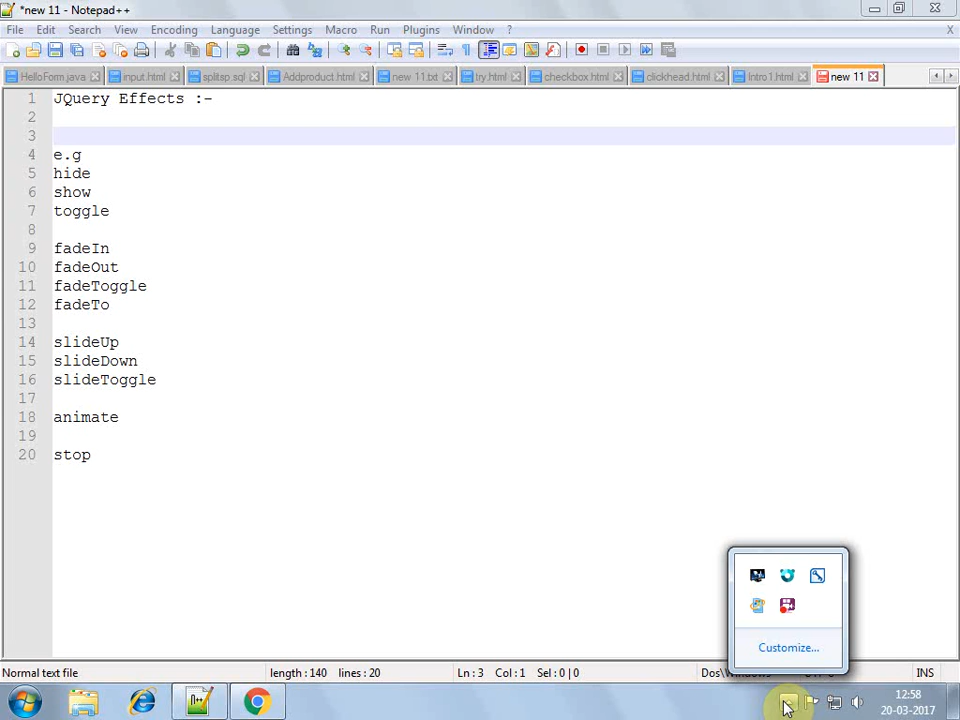 *new 11 - Notepad++
File Edit Search View Encoding Language Settings Macro Run Plugins Window ? X
HelloForm.java input.html splitsp.sql Addproduct.html new 11.txt try.html checkbox.html clickhead.html Intro1.html new 11
1 JQuery Effects :-
2
3
4 e.g
5 hide
6 show
7 toggle
8
9 fadeIn
10 fadeOut
11 fadeToggle
12 fadeTo
13
14 slideUp
15 slideDown
16 slideToggle
17
18 animate
19
20 stop
Customize...
Normal text file length : 140 lines : 20 Ln : 3 Col : 1 Sel : 0 | 0 Dos\Windows INS
12:58
20-03-2017